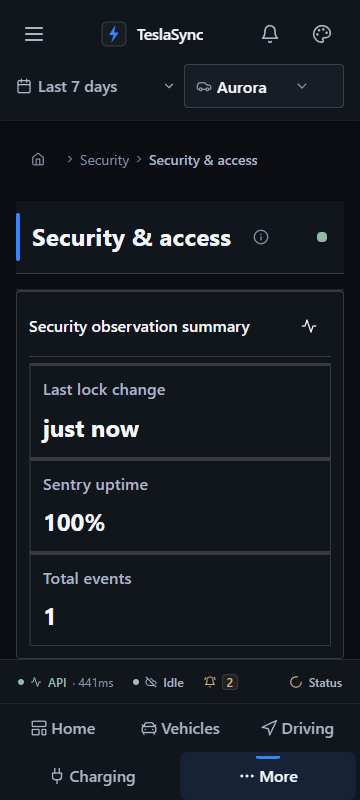 TeslaSync
Last 7 days
Aurora
Security
Security & access
Security & access
Security observation summary
Last lock change
just now
Sentry uptime
100%
Total events
1
API · 441ms
Idle
2
Status
Home
Vehicles
Driving
Charging
More